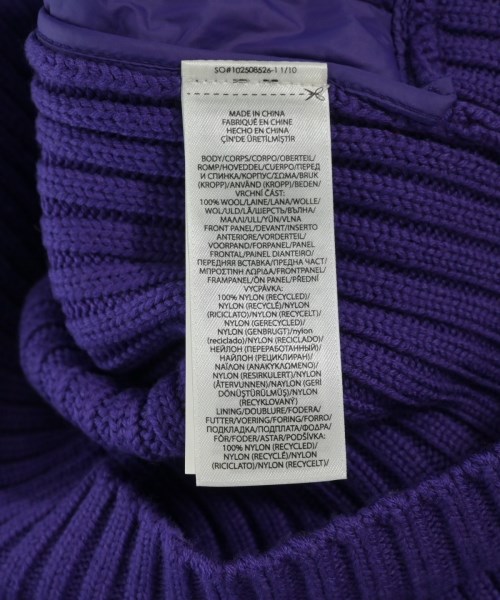 SO#102508526-1 1/10
MADE IN CHINA
FABRIQUÉ EN CHINE
HECHO EN CHINA
ÇİN'DE ÜRETİLMİŞTİR
BODY/CORPS/CORPO/OBERTEIL/
ROMP/HOVEDDEL/CUERPO/ПЕРЕД
И СПИНКА/КОРПУС/ΣΩΜΑ/BRUK
(KROPP)/ANVÄND (KROPP)/BEDEN/
VRCHNÍ ČÁST:
100% WOOL/LAINE/LANA/WOLLE/
WOL/ULD/LÃ/ШЕРСТЬ/ВЪЛНА/
ΜΑΛΛΙ/ULL/YÜN/VLNA
FRONT PANEL/DEVANT/INSERTO
ANTERIORE/VORDERTEIL/
VOORPAND/FORPANEL/PANEL
FRONTAL/PAINEL DIANTEIRO/
ПЕРЕДНЯЯ ВСТАВКА/ПРЕДНА ЧАСТ/
ΜΠΡΟΣΤΙΝΗ ΛΩΡΙΔΑ/FRONTPANEL/
FRAMPANEL/ÖN PANEL/PŘEDNÍ
VYCPÁVKA:
100% NYLON (RECYCLED)/
NYLON (RECYCLÉ)/NYLON
(RICICLATO)/NYLON (RECYCELT)/
NYLON (GERECYCLED)/
NYLON (GENBRUGT)/nylon
(reciclado)/NYLON (RECICLADO)/
НЕЙЛОН (ПЕРЕРАБОТАННЫЙ)/
НАЙЛОН (РЕЦИКЛИРАН)/
ΝΑΪΛΟΝ (ΑΝΑΚΥΚΛΩΜΕΝΟ)/
NYLON (RESIRKULERT)/NYLON
(ÅTERVUNNEN)/NAYLON (GERİ
DÖNÜŞTÜRÜLMÜŞ)/NYLON
(RECYKLOVANÝ)
LINING/DOUBLURE/FODERA/
FUTTER/VOERING/FORING/FORRO/
ПОДКЛАДКА/ПОДПЛАТА/ΦΟΔΡΑ/
FÔR/FODER/ASTAR/PODŠÍVKA:
100% NYLON (RECYCLED)/
NYLON (RECYCLÉ)/NYLON
(RICICLATO)/NYLON (RECYCELT)/